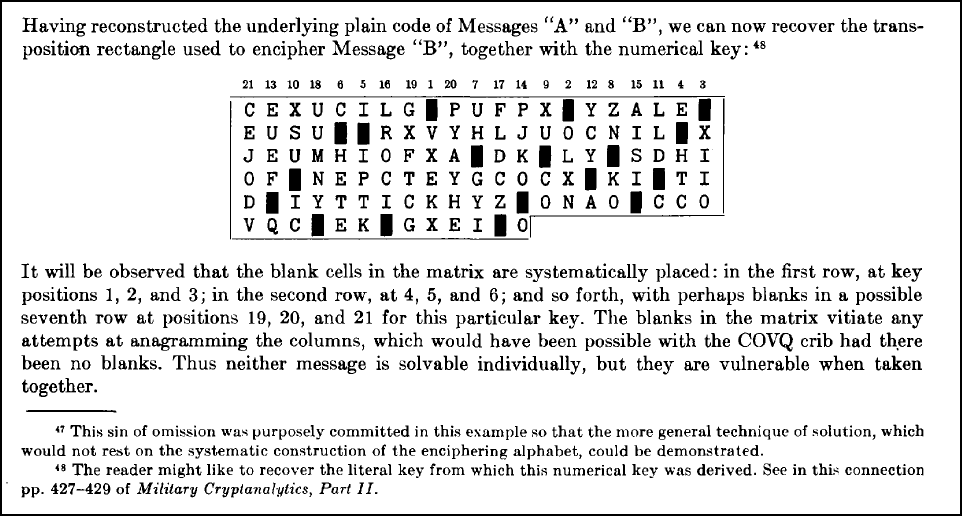 Having reconstructed the underlying plain code of Messages “A” and “B”, we can now recover the trans-
position rectangle used to encipher Message “B”, together with the numerical key: ⁴⁸
21 13 10 18 6 5 16 19 1 20 7 17 14 9 2 12 8 15 11 4 3
C E X U C I L G ■ P U F P X ■ Y Z A L E ■
E U S U ■ ■ R X V Y H L J U O C N I L ■ X
J E U M H I O F X A ■ D K ■ L Y ■ S D H I
O F ■ N E P C T E Y G C O C X ■ K I ■ T I
D ■ I Y T T I C K H Y Z ■ O N A O ■ C C O
V Q C ■ E K ■ G X E I ■ O
It will be observed that the blank cells in the matrix are systematically placed: in the first row, at key
positions 1, 2, and 3; in the second row, at 4, 5, and 6; and so forth, with perhaps blanks in a possible
seventh row at positions 19, 20, and 21 for this particular key. The blanks in the matrix vitiate any
attempts at anagramming the columns, which would have been possible with the COVQ crib had there
been no blanks. Thus neither message is solvable individually, but they are vulnerable when taken
together.
⁴⁷ This sin of omission was purposely committed in this example so that the more general technique of solution, which
would not rest on the systematic construction of the enciphering alphabet, could be demonstrated.
⁴⁸ The reader might like to recover the literal key from which this numerical key was derived. See in this connection
pp. 427–429 of Military Cryptanalytics, Part II.